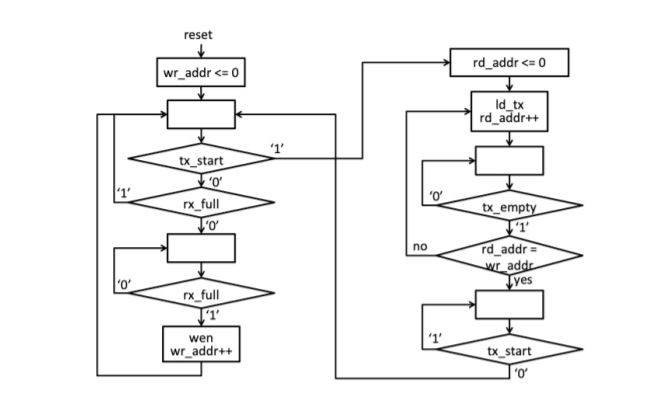 reset
wr_addr <= 0
tx_start
'1'
'0'
rx_full
'1'
'0'
rx_full
'0'
'1'
wen
wr_addr++
rd_addr <= 0
ld_tx
rd_addr++
tx_empty
'0'
'1'
rd_addr =
wr_addr
no
yes
tx_start
'1'
'0'